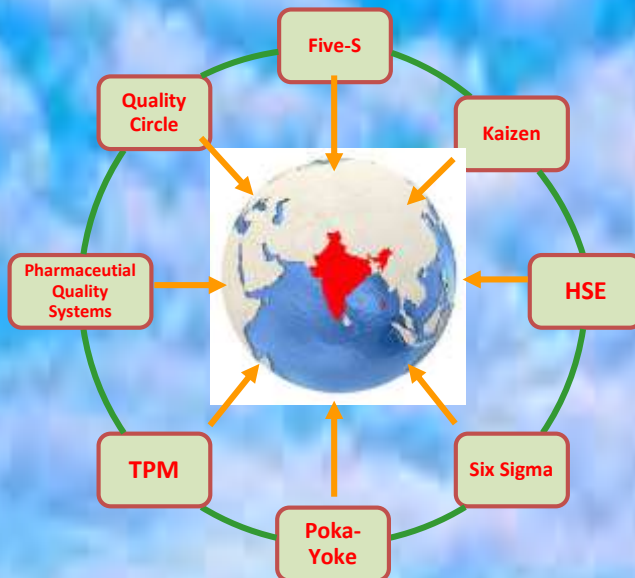 Five-S
Quality
Circle
Kaizen
Pharmaceutial
Quality
Systems
HSE
TPM
Six Sigma
Poka-
Yoke